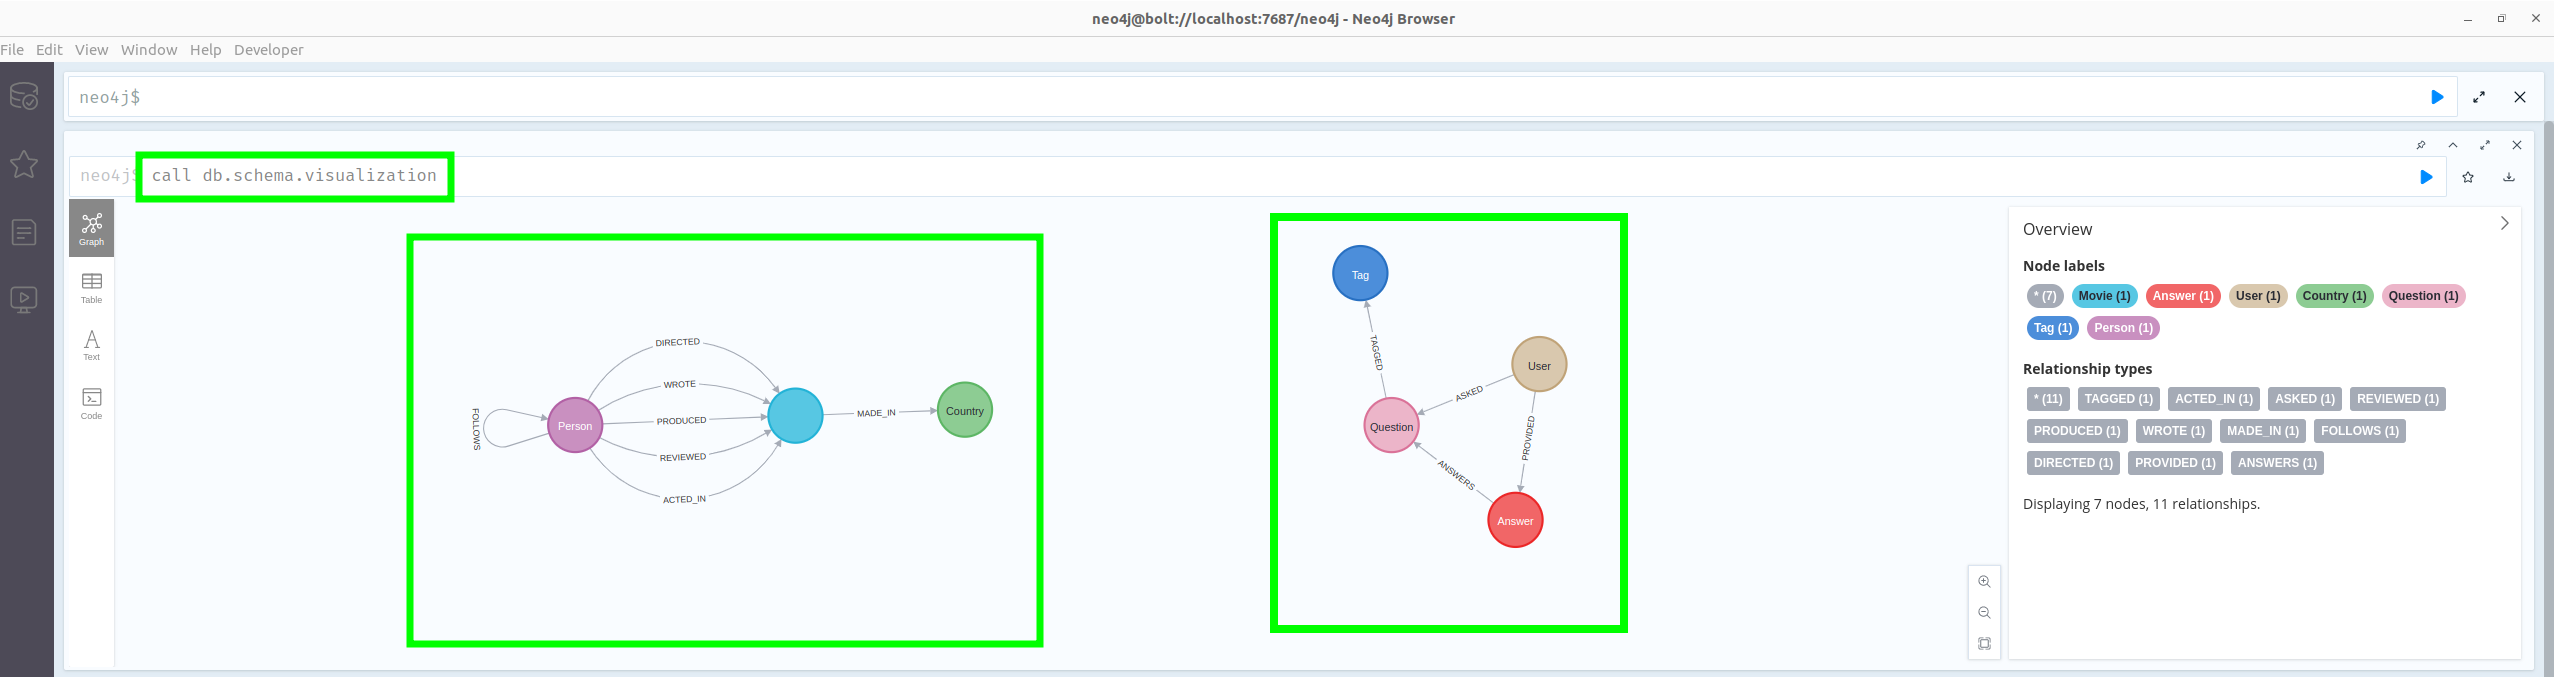 neo4j@bolt://localhost:7687/neo4j - Neo4j Browser
File Edit View Window Help Developer
neo4j$
neo4j$ call db.schema.visualization
Graph
Table
Text
Code
DIRECTED
WROTE
PRODUCED
REVIEWED
ACTED_IN
FOLLOWS
Person
MADE_IN
Country
Tag
TAGGED
User
ASKED
Question
PROVIDED
ANSWERS
Answer
Overview
Node labels
* (7) Movie (1) Answer (1) User (1) Country (1) Question (1)
Tag (1) Person (1)
Relationship types
* (11) TAGGED (1) ACTED_IN (1) ASKED (1) REVIEWED (1)
PRODUCED (1) WROTE (1) MADE_IN (1) FOLLOWS (1)
DIRECTED (1) PROVIDED (1) ANSWERS (1)
Displaying 7 nodes, 11 relationships.